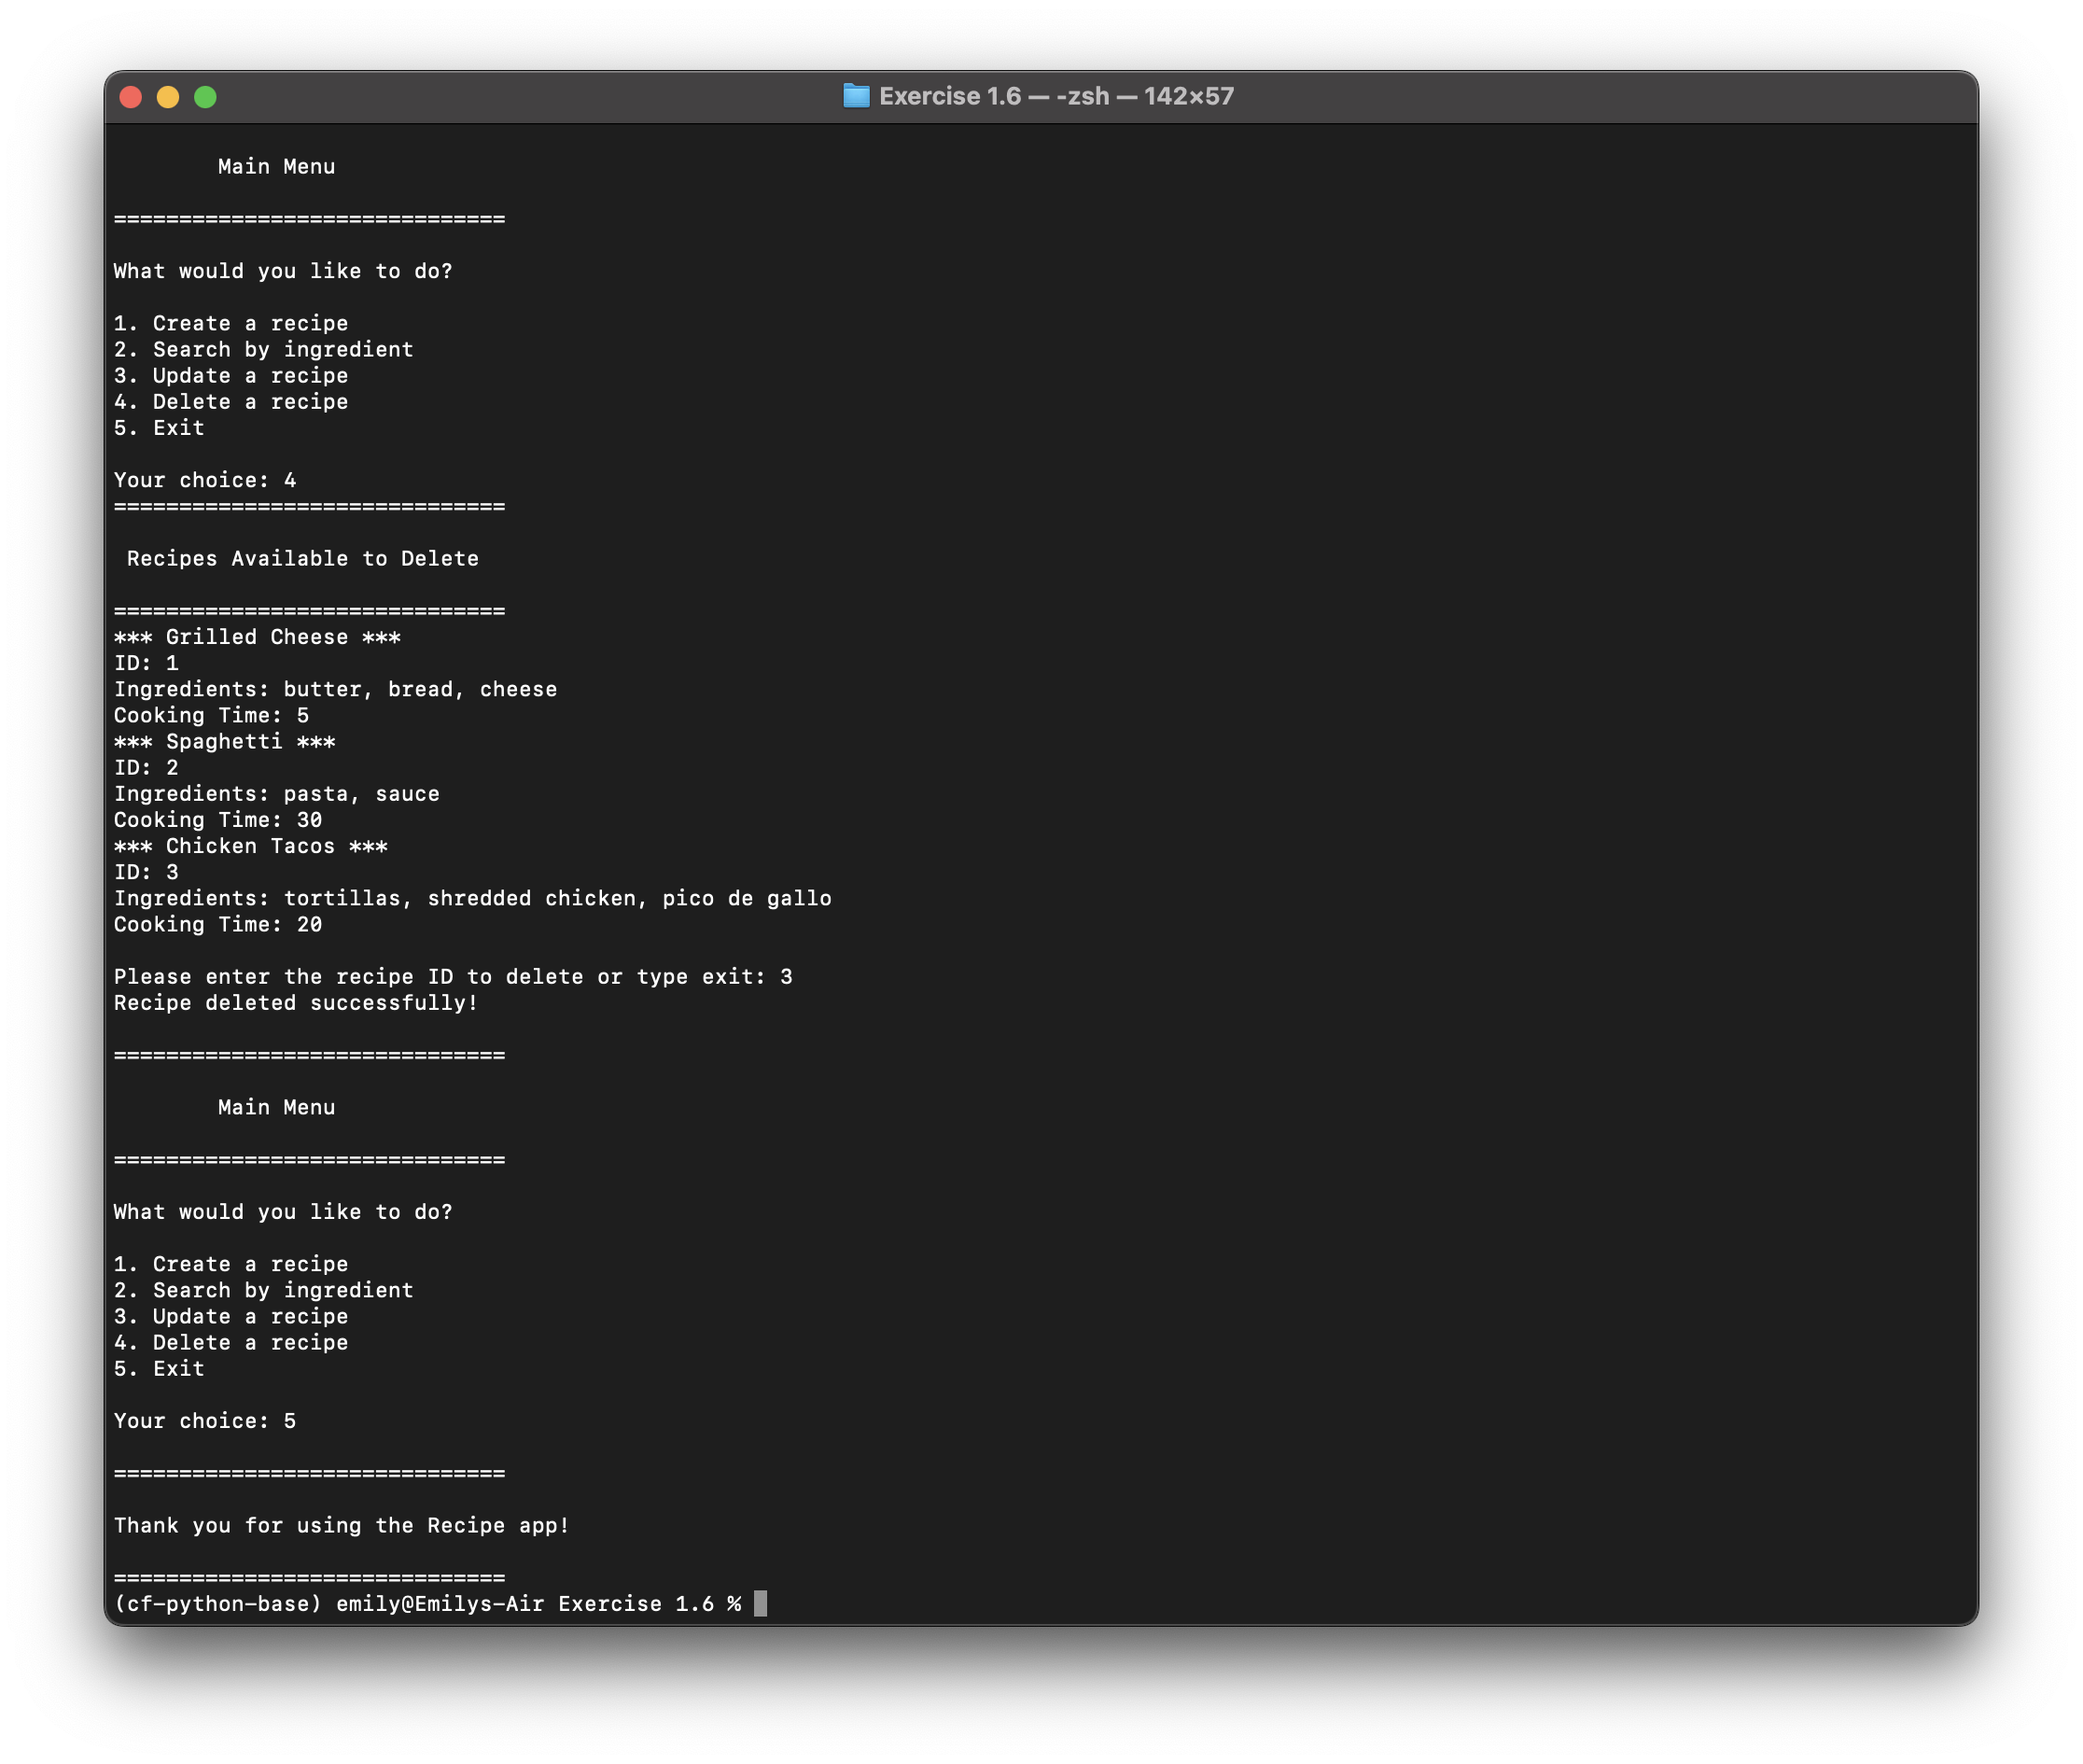 Exercise 1.6 — -zsh — 142×57
Main Menu
==============================
What would you like to do?
1. Create a recipe
2. Search by ingredient
3. Update a recipe
4. Delete a recipe
5. Exit
Your choice: 4
==============================
Recipes Available to Delete
==============================
*** Grilled Cheese ***
ID: 1
Ingredients: butter, bread, cheese
Cooking Time: 5
*** Spaghetti ***
ID: 2
Ingredients: pasta, sauce
Cooking Time: 30
*** Chicken Tacos ***
ID: 3
Ingredients: tortillas, shredded chicken, pico de gallo
Cooking Time: 20
Please enter the recipe ID to delete or type exit: 3
Recipe deleted successfully!
==============================
Main Menu
==============================
What would you like to do?
1. Create a recipe
2. Search by ingredient
3. Update a recipe
4. Delete a recipe
5. Exit
Your choice: 5
==============================
Thank you for using the Recipe app!
==============================
(cf-python-base) emily@Emilys-Air Exercise 1.6 %